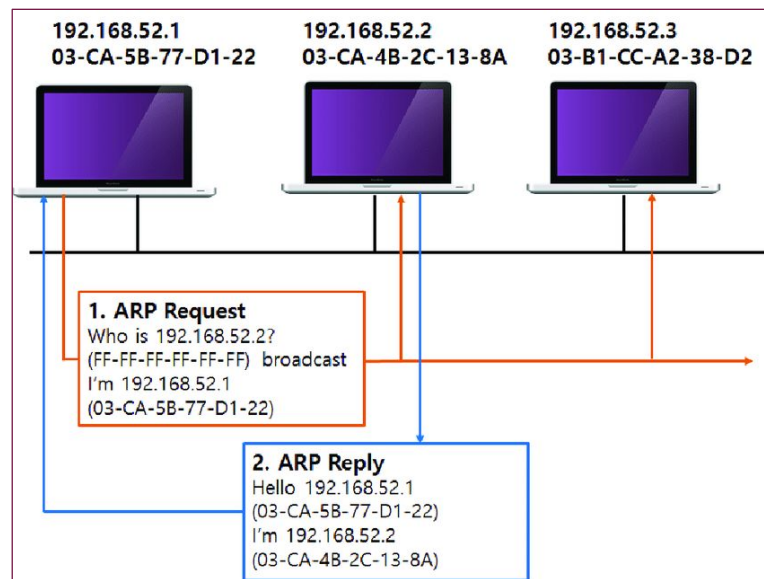 192.168.52.1
03-CA-5B-77-D1-22
192.168.52.2
03-CA-4B-2C-13-8A
192.168.52.3
03-B1-CC-A2-38-D2
1. ARP Request
Who is 192.168.52.2?
(FF-FF-FF-FF-FF-FF) broadcast
I'm 192.168.52.1
(03-CA-5B-77-D1-22)
2. ARP Reply
Hello 192.168.52.1
(03-CA-5B-77-D1-22)
I'm 192.168.52.2
(03-CA-4B-2C-13-8A)